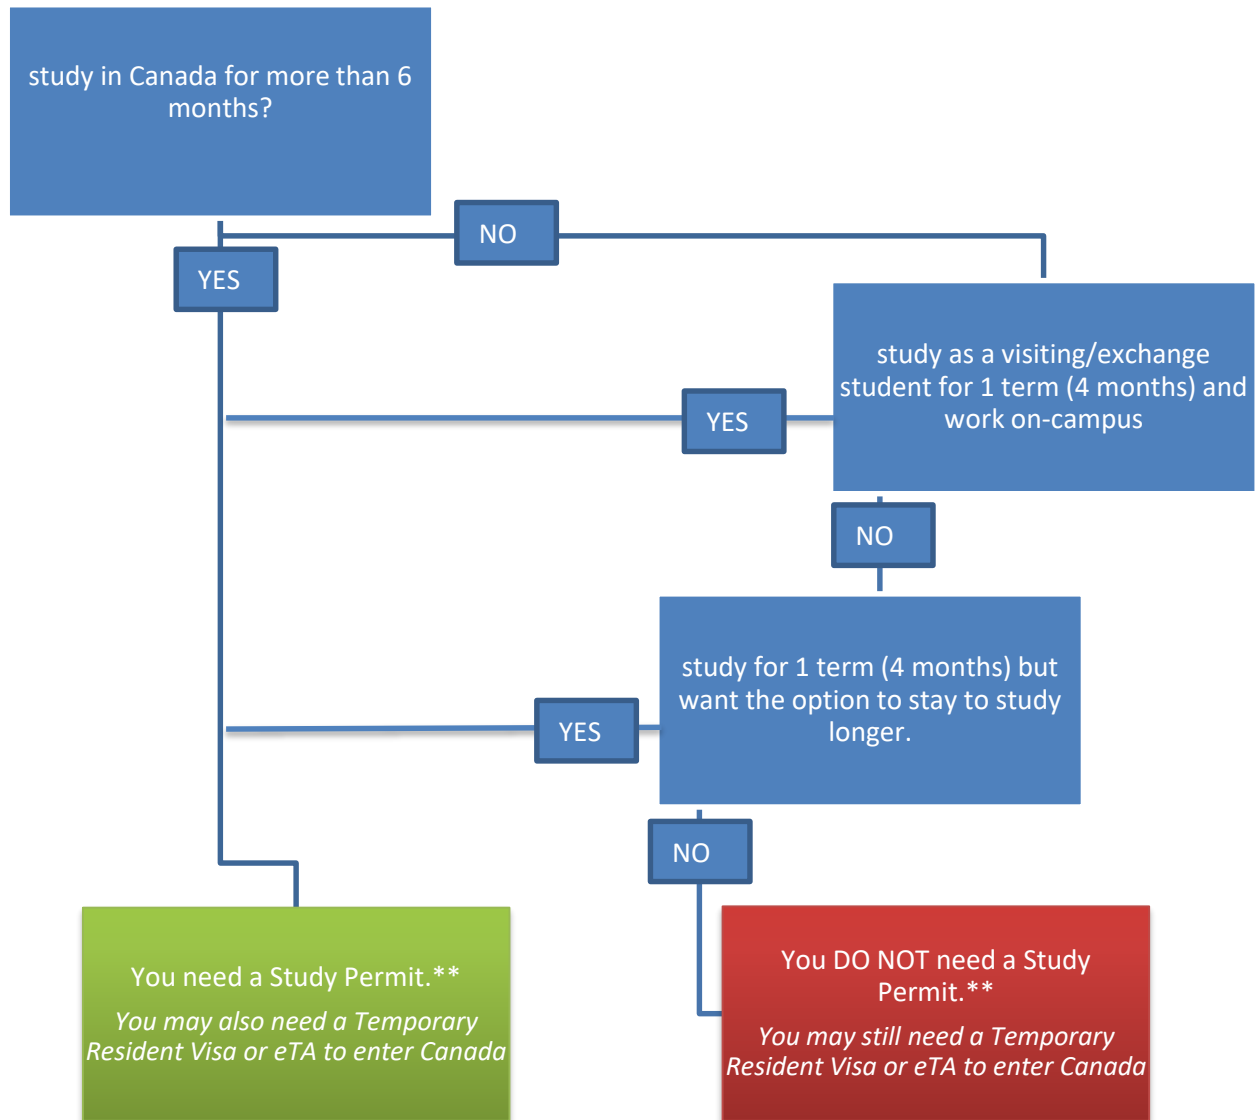 study in Canada for more than 6
months?
NO
YES
study as a visiting/exchange
student for 1 term (4 months) and
work on-campus
YES
NO
study for 1 term (4 months) but
want the option to stay to study
longer.
YES
NO
You need a Study Permit.**
You may also need a Temporary
Resident Visa or eTA to enter Canada
You DO NOT need a Study
Permit.**
You may still need a Temporary
Resident Visa or eTA to enter Canada